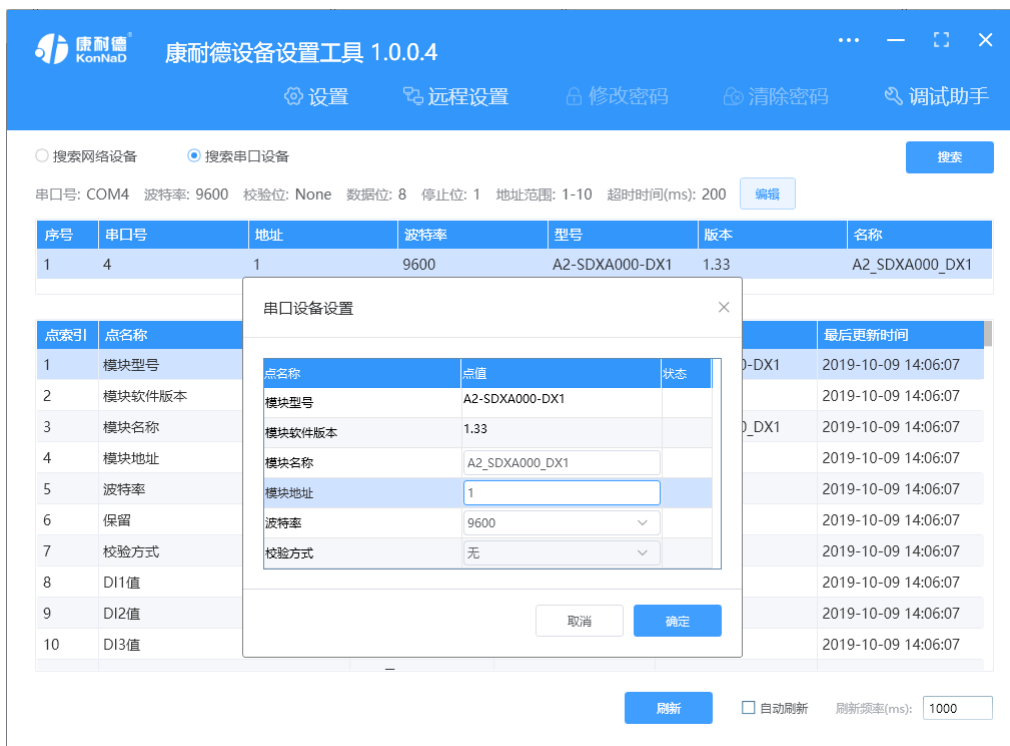 康耐德®
KonNaD
康耐德设备设置工具 1.0.0.4
设置 远程设置 修改密码 清除密码 调试助手
搜索网络设备 搜索串口设备 搜索
串口号: COM4 波特率: 9600 校验位: None 数据位: 8 停止位: 1 地址范围: 1-10 超时时间(ms): 200 编辑
序号 串口号 地址 波特率 型号 版本 名称
1 4 1 9600 A2-SDXA000-DX1 1.33 A2_SDXA000_DX1
串口设备设置
点索引 点名称 最后更新时间
1 模块型号 0-DX1 2019-10-09 14:06:07
2 模块软件版本 2019-10-09 14:06:07
3 模块名称 0_DX1 2019-10-09 14:06:07
4 模块地址 2019-10-09 14:06:07
5 波特率 2019-10-09 14:06:07
6 保留 2019-10-09 14:06:07
7 校验方式 2019-10-09 14:06:07
8 DI1值 2019-10-09 14:06:07
9 DI2值 2019-10-09 14:06:07
10 DI3值 2019-10-09 14:06:07
点名称 点值 状态
模块型号 A2-SDXA000-DX1
模块软件版本 1.33
模块名称 A2_SDXA000_DX1
模块地址 1
波特率 9600
校验方式 无
取消 确定
刷新 自动刷新 刷新频率(ms): 1000